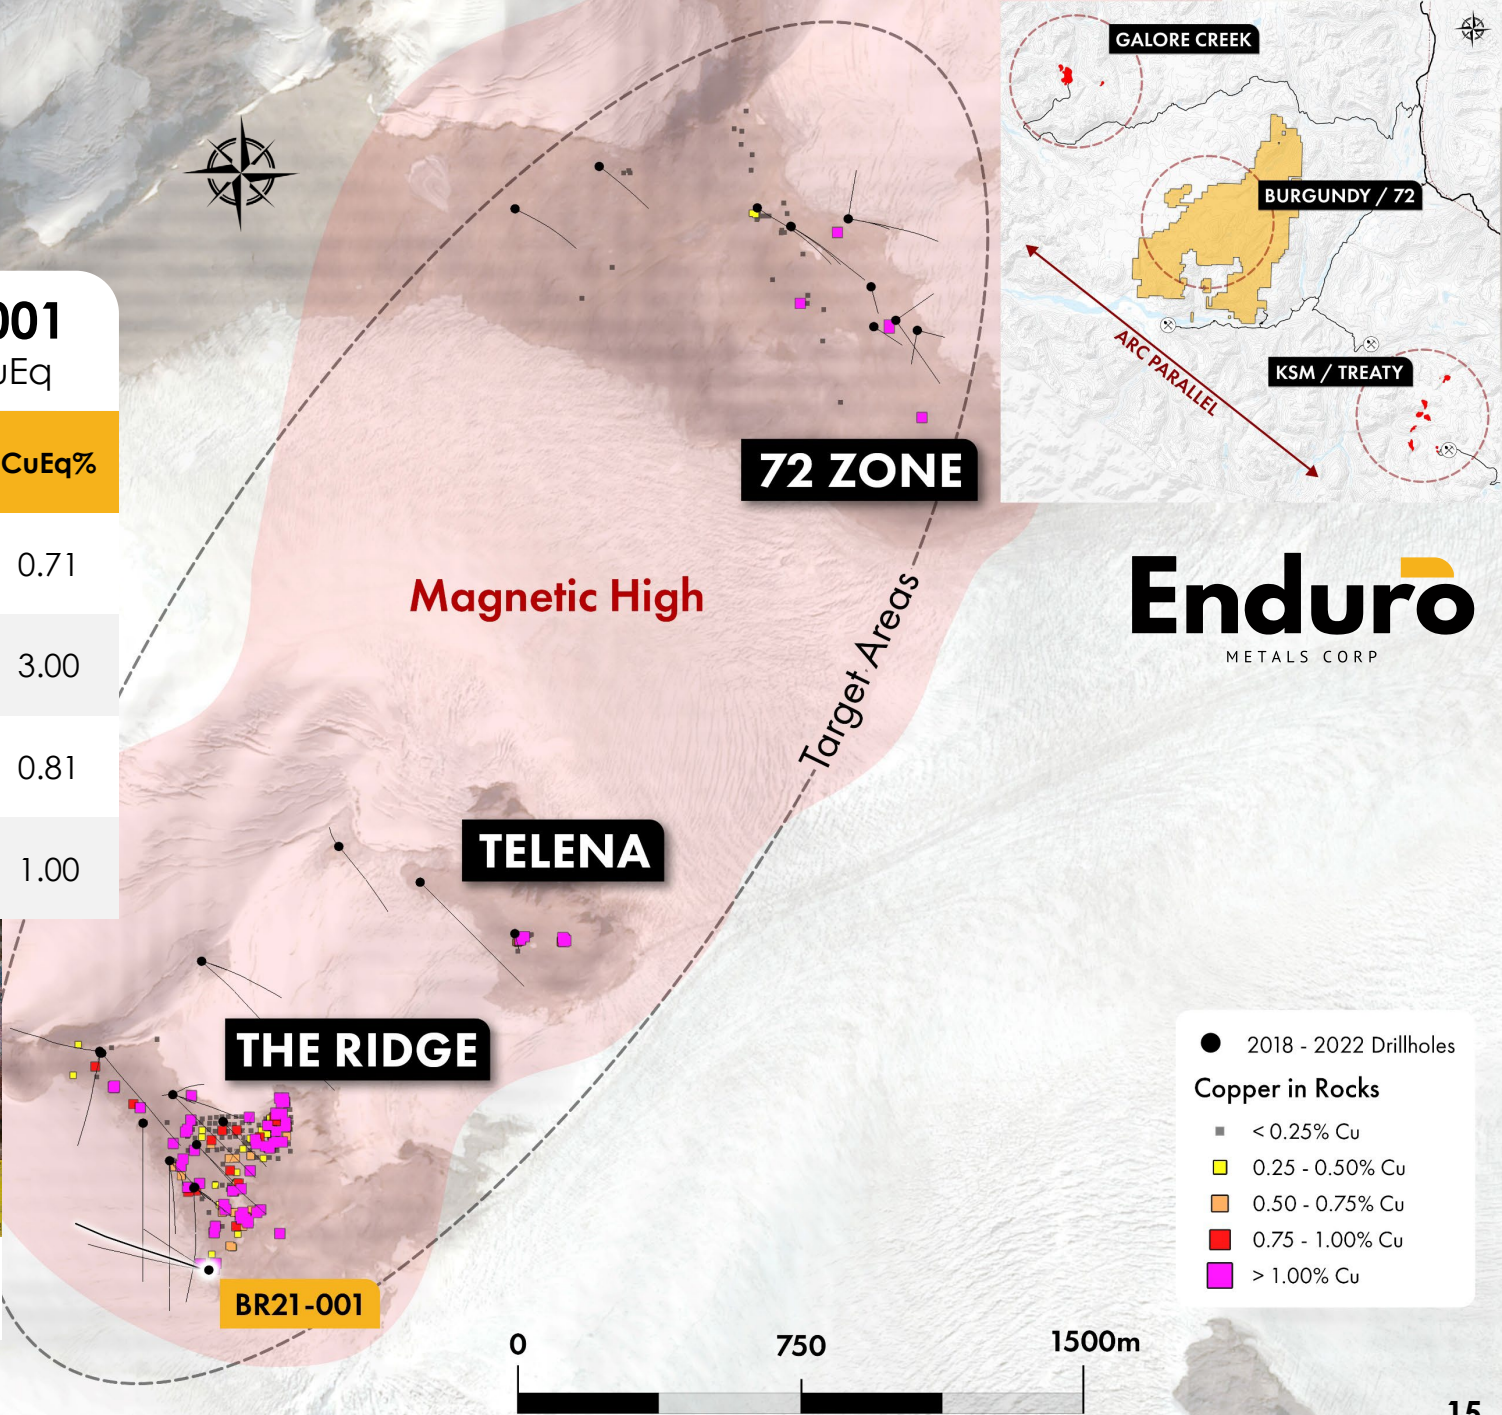 GALORE CREEK
BURGUNDY / 72
ARC PARALLEL
KSM / TREATY
001
uEq
CuEq%
0.71
3.00
0.81
1.00
72 ZONE
Magnetic High
Target Areas
Enduro
METALS CORP
TELENA
THE RIDGE
BR21-001
2018 - 2022 Drillholes
Copper in Rocks
< 0.25% Cu
0.25 - 0.50% Cu
0.50 - 0.75% Cu
0.75 - 1.00% Cu
> 1.00% Cu
0 750 1500m
15